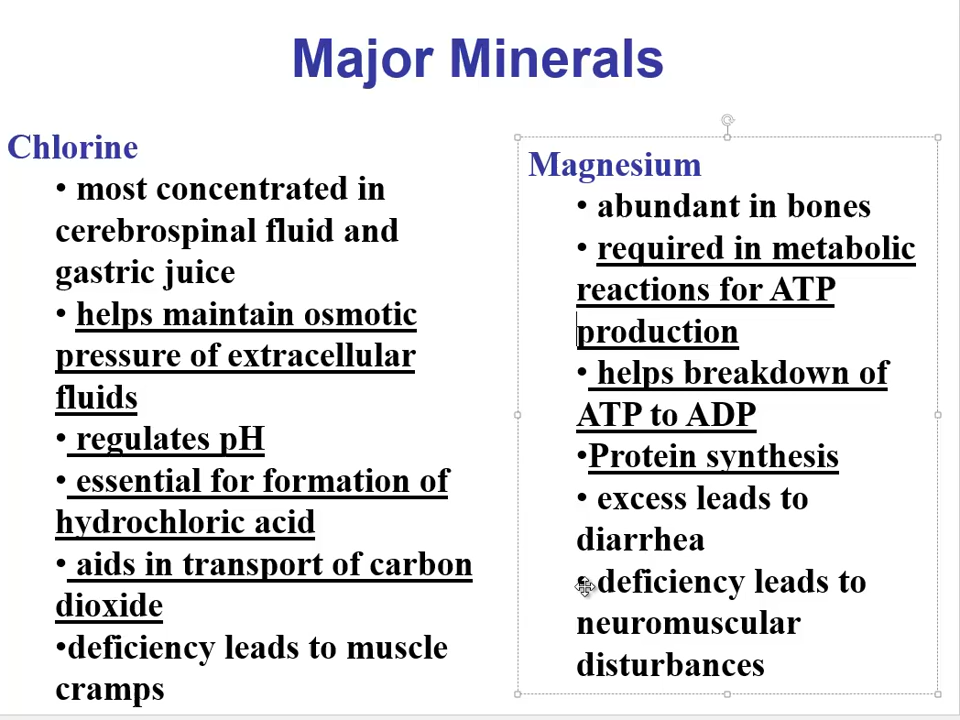 Major Minerals
Chlorine
• most concentrated in
cerebrospinal fluid and
gastric juice
• helps maintain osmotic
pressure of extracellular
fluids
• regulates pH
• essential for formation of
hydrochloric acid
• aids in transport of carbon
dioxide
•deficiency leads to muscle
cramps
Magnesium
• abundant in bones
• required in metabolic
reactions for ATP
production
• helps breakdown of
ATP to ADP
•Protein synthesis
• excess leads to
diarrhea
• deficiency leads to
neuromuscular
disturbances